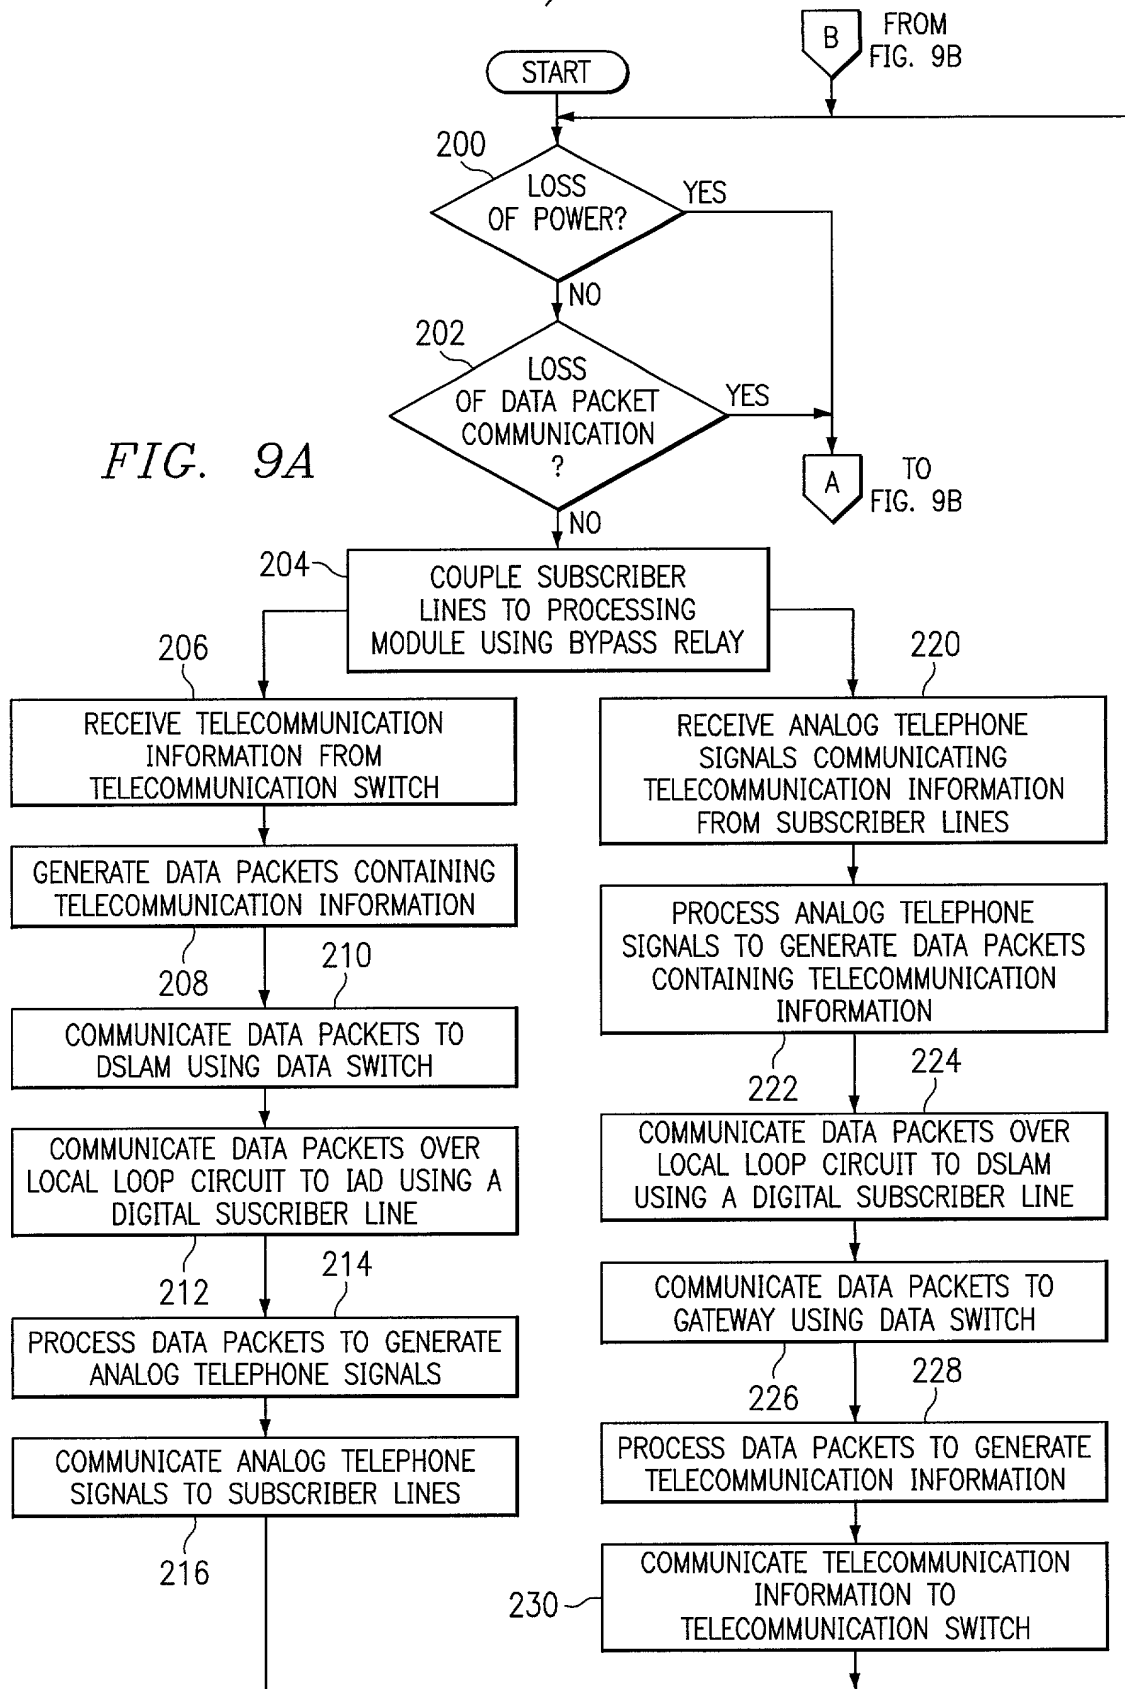 B
FROM
FIG. 9B
START
200
LOSS
OF POWER?
YES
NO
202
LOSS
OF DATA PACKET
COMMUNICATION
?
YES
FIG. 9A
A
TO
FIG. 9B
NO
204
COUPLE SUBSCRIBER
LINES TO PROCESSING
MODULE USING BYPASS RELAY
206
RECEIVE TELECOMMUNICATION
INFORMATION FROM
TELECOMMUNICATION SWITCH
GENERATE DATA PACKETS CONTAINING
TELECOMMUNICATION INFORMATION
208
210
COMMUNICATE DATA PACKETS TO
DSLAM USING DATA SWITCH
COMMUNICATE DATA PACKETS OVER
LOCAL LOOP CIRCUIT TO IAD USING A
DIGITAL SUSCRIBER LINE
212
214
PROCESS DATA PACKETS TO GENERATE
ANALOG TELEPHONE SIGNALS
COMMUNICATE ANALOG TELEPHONE
SIGNALS TO SUBSCRIBER LINES
216
220
RECEIVE ANALOG TELEPHONE
SIGNALS COMMUNICATING
TELECOMMUNICATION INFORMATION
FROM SUBSCRIBER LINES
PROCESS ANALOG TELEPHONE
SIGNALS TO GENERATE DATA PACKETS
CONTAINING TELECOMMUNICATION
INFORMATION
222
224
COMMUNICATE DATA PACKETS OVER
LOCAL LOOP CIRCUIT TO DSLAM
USING A DIGITAL SUBSCRIBER LINE
COMMUNICATE DATA PACKETS TO
GATEWAY USING DATA SWITCH
226
228
PROCESS DATA PACKETS TO GENERATE
TELECOMMUNICATION INFORMATION
230
COMMUNICATE TELECOMMUNICATION
INFORMATION TO
TELECOMMUNICATION SWITCH